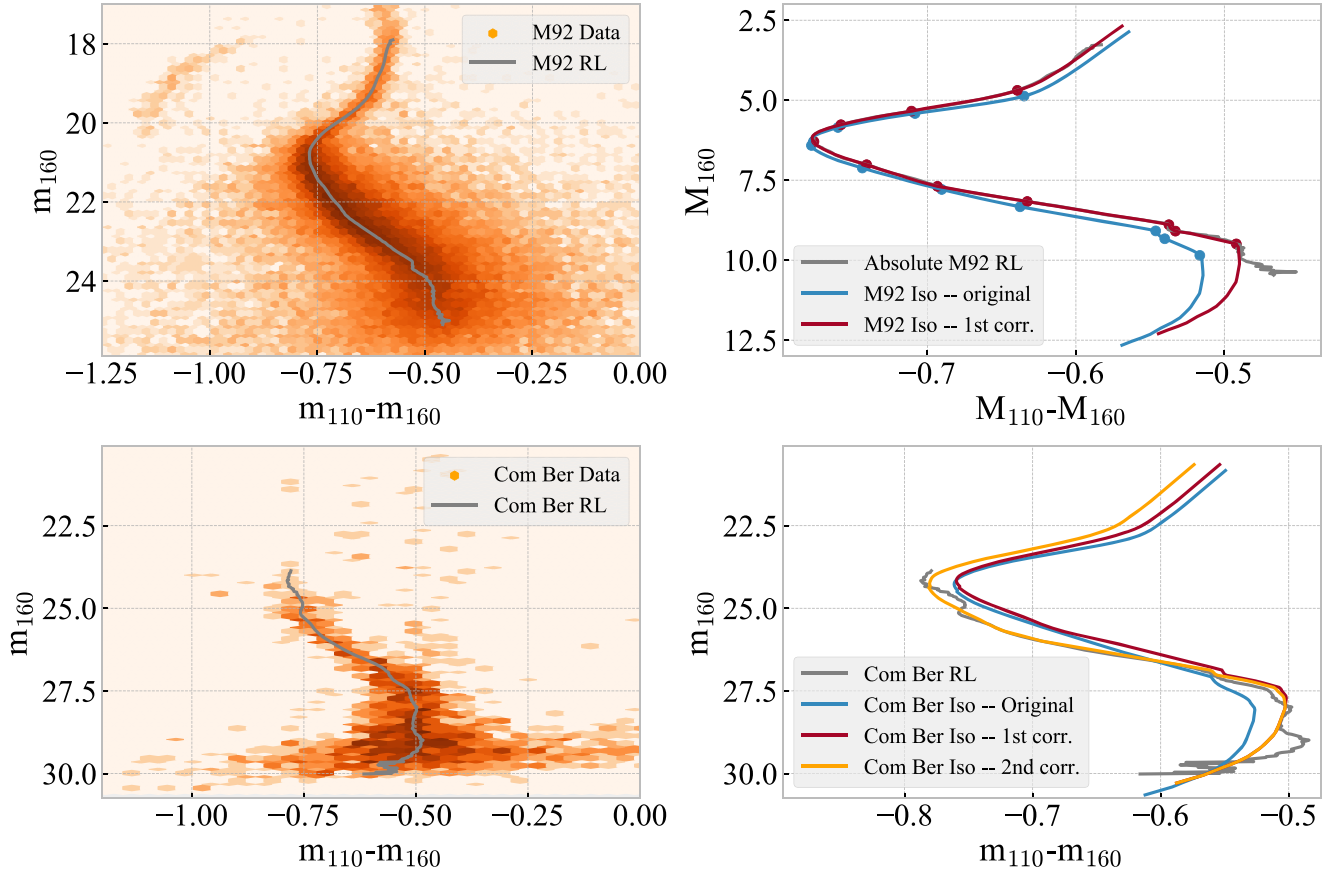 M92 Data
M92 RL
18
20
22
24
m160
−1.25 −1.00 −0.75 −0.50 −0.25 0.00
m110-m160
2.5
5.0
7.5
10.0
12.5
M160
Absolute M92 RL
M92 Iso -- original
M92 Iso -- 1st corr.
−0.7 −0.6 −0.5
M110-M160
Com Ber Data
Com Ber RL
22.5
25.0
27.5
30.0
m160
−1.00 −0.75 −0.50 −0.25 0.00
m110-m160
22.5
25.0
27.5
30.0
m160
Com Ber RL
Com Ber Iso -- Original
Com Ber Iso -- 1st corr.
Com Ber Iso -- 2nd corr.
−0.8 −0.7 −0.6 −0.5
m110-m160